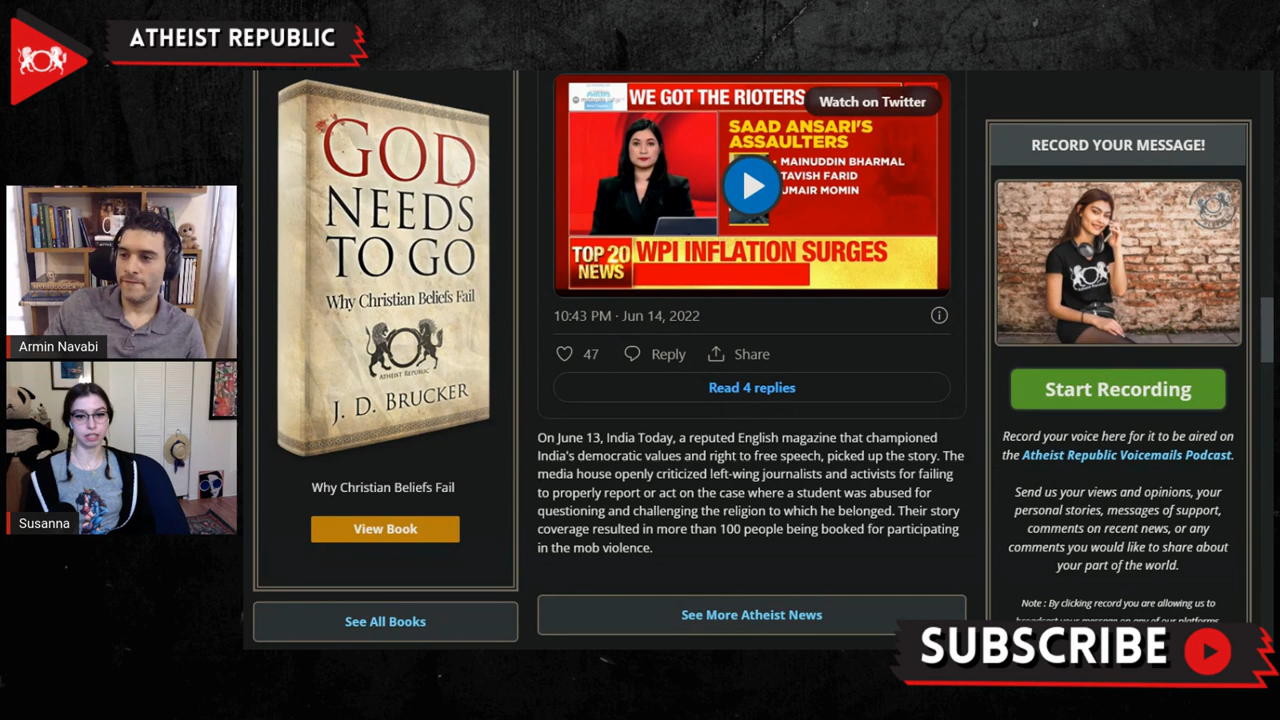 ATHEIST REPUBLIC
Armin Navabi
Susanna
GOD
NEEDS
TO GO
Why Christian Beliefs Fail
ATHEIST REPUBLIC
J. D. BRUCKER
Why Christian Beliefs Fail
View Book
See All Books
WE GOT THE RIOTERS
Watch on Twitter
SAAD ANSARI'S
ASSAULTERS
MAINUDDIN BHARMAL
TAVISH FARID
UMAIR MOMIN
TOP 20
NEWS
WPI INFLATION SURGES
10:43 PM · Jun 14, 2022
47 Reply Share
Read 4 replies
On June 13, India Today, a reputed English magazine that championed
India's democratic values and right to free speech, picked up the story. The
media house openly criticized left-wing journalists and activists for failing
to properly report or act on the case where a student was abused for
questioning and challenging the religion to which he belonged. Their story
coverage resulted in more than 100 people being booked for participating
in the mob violence.
See More Atheist News
RECORD YOUR MESSAGE!
Start Recording
Record your voice here for it to be aired on
the Atheist Republic Voicemails Podcast.
Send us your views and opinions, your
personal stories, messages of support,
comments on recent news, or any
comments you would like to share about
your part of the world.
Note : By clicking record you are allowing us to
broadcast your message on any of our platforms
SUBSCRIBE